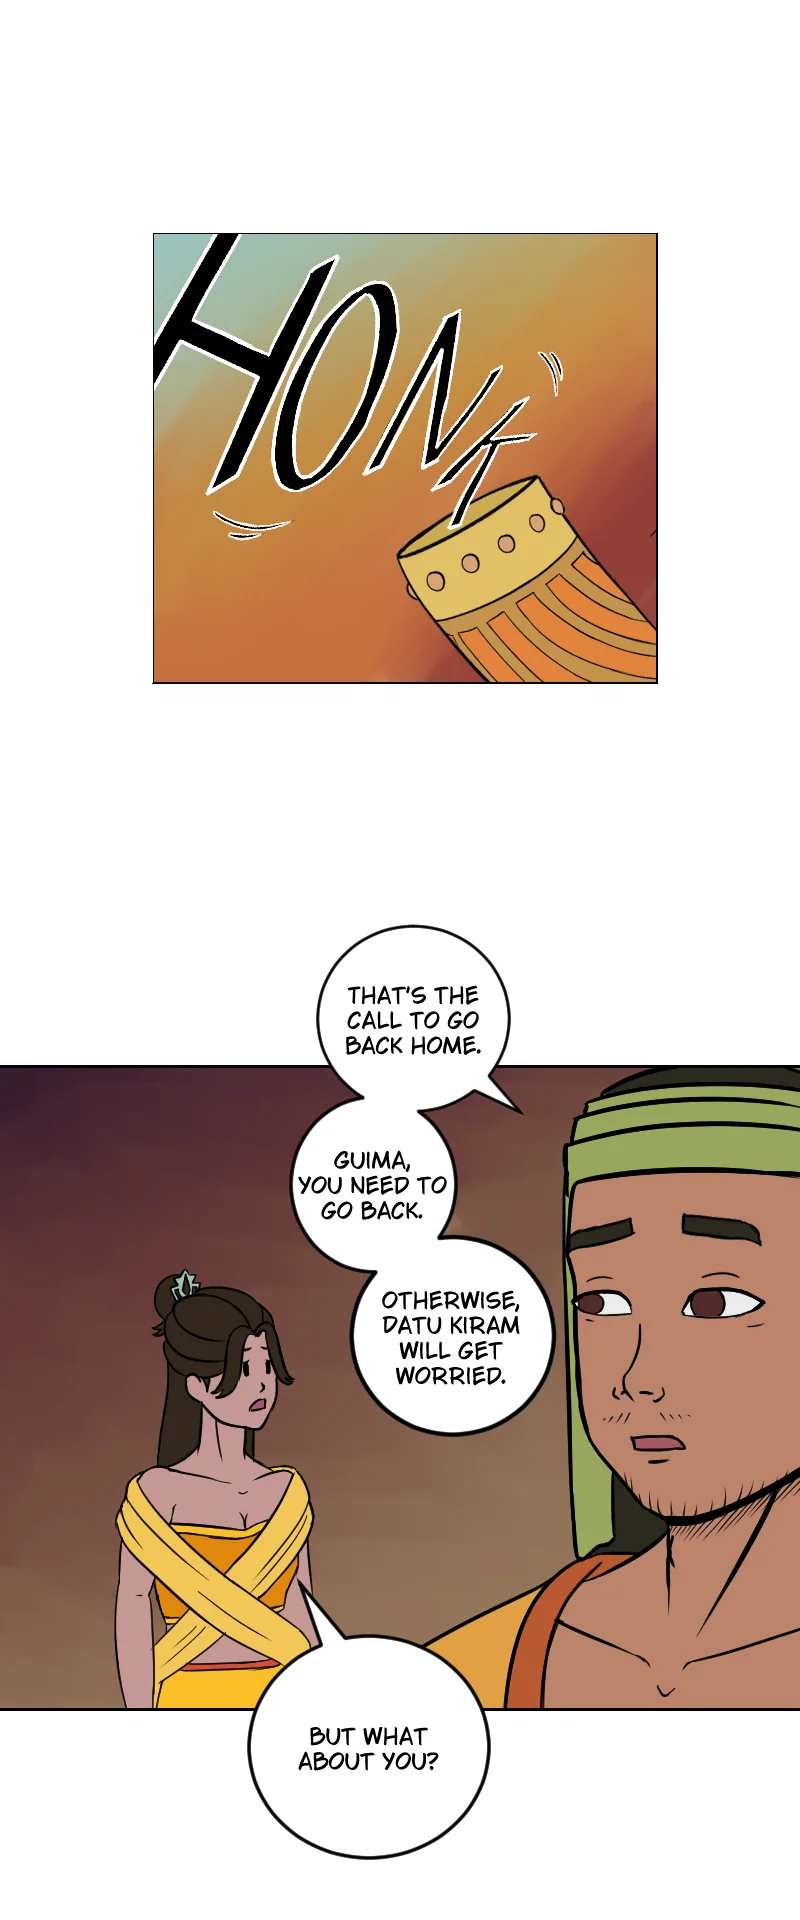 HONK
THAT'S THE
CALL TO GO
BACK HOME.
GUIMA,
YOU NEED TO
GO BACK.
OTHERWISE,
DATU KIRAM
WILL GET
WORRIED.
BUT WHAT
ABOUT YOU?